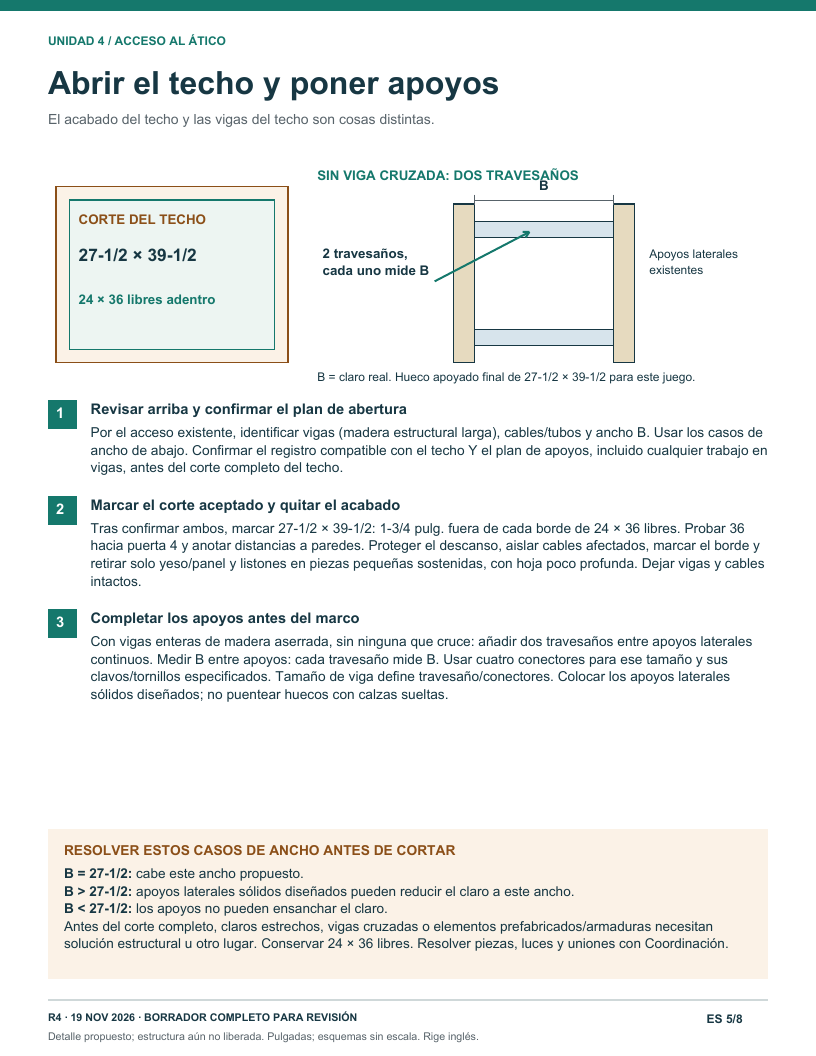 UNIDAD 4 / ACCESO AL ÁTICO
Abrir el techo y poner apoyos
El acabado del techo y las vigas del techo son cosas distintas.
SIN VIGA CRUZADA: DOS TRAVESAÑOS
B
CORTE DEL TECHO
27-1/2 × 39-1/2
24 × 36 libres adentro
2 travesaños,
cada uno mide B
Apoyos laterales
existentes
B = claro real. Hueco apoyado final de 27-1/2 × 39-1/2 para este juego.
1
Revisar arriba y confirmar el plan de abertura
Por el acceso existente, identificar vigas (madera estructural larga), cables/tubos y ancho B. Usar los casos de
ancho de abajo. Confirmar el registro compatible con el techo Y el plan de apoyos, incluido cualquier trabajo en
vigas, antes del corte completo del techo.
2
Marcar el corte aceptado y quitar el acabado
Tras confirmar ambos, marcar 27-1/2 × 39-1/2: 1-3/4 pulg. fuera de cada borde de 24 × 36 libres. Probar 36
hacia puerta 4 y anotar distancias a paredes. Proteger el descanso, aislar cables afectados, marcar el borde y
retirar solo yeso/panel y listones en piezas pequeñas sostenidas, con hoja poco profunda. Dejar vigas y cables
intactos.
3
Completar los apoyos antes del marco
Con vigas enteras de madera aserrada, sin ninguna que cruce: añadir dos travesaños entre apoyos laterales
continuos. Medir B entre apoyos: cada travesaño mide B. Usar cuatro conectores para ese tamaño y sus
clavos/tornillos especificados. Tamaño de viga define travesaño/conectores. Colocar los apoyos laterales
sólidos diseñados; no puentear huecos con calzas sueltas.
RESOLVER ESTOS CASOS DE ANCHO ANTES DE CORTAR
B = 27-1/2: cabe este ancho propuesto.
B > 27-1/2: apoyos laterales sólidos diseñados pueden reducir el claro a este ancho.
B < 27-1/2: los apoyos no pueden ensanchar el claro.
Antes del corte completo, claros estrechos, vigas cruzadas o elementos prefabricados/armaduras necesitan
solución estructural u otro lugar. Conservar 24 × 36 libres. Resolver piezas, luces y uniones con Coordinación.
R4 · 19 NOV 2026 · BORRADOR COMPLETO PARA REVISIÓN
ES 5/8
Detalle propuesto; estructura aún no liberada. Pulgadas; esquemas sin escala. Rige inglés.